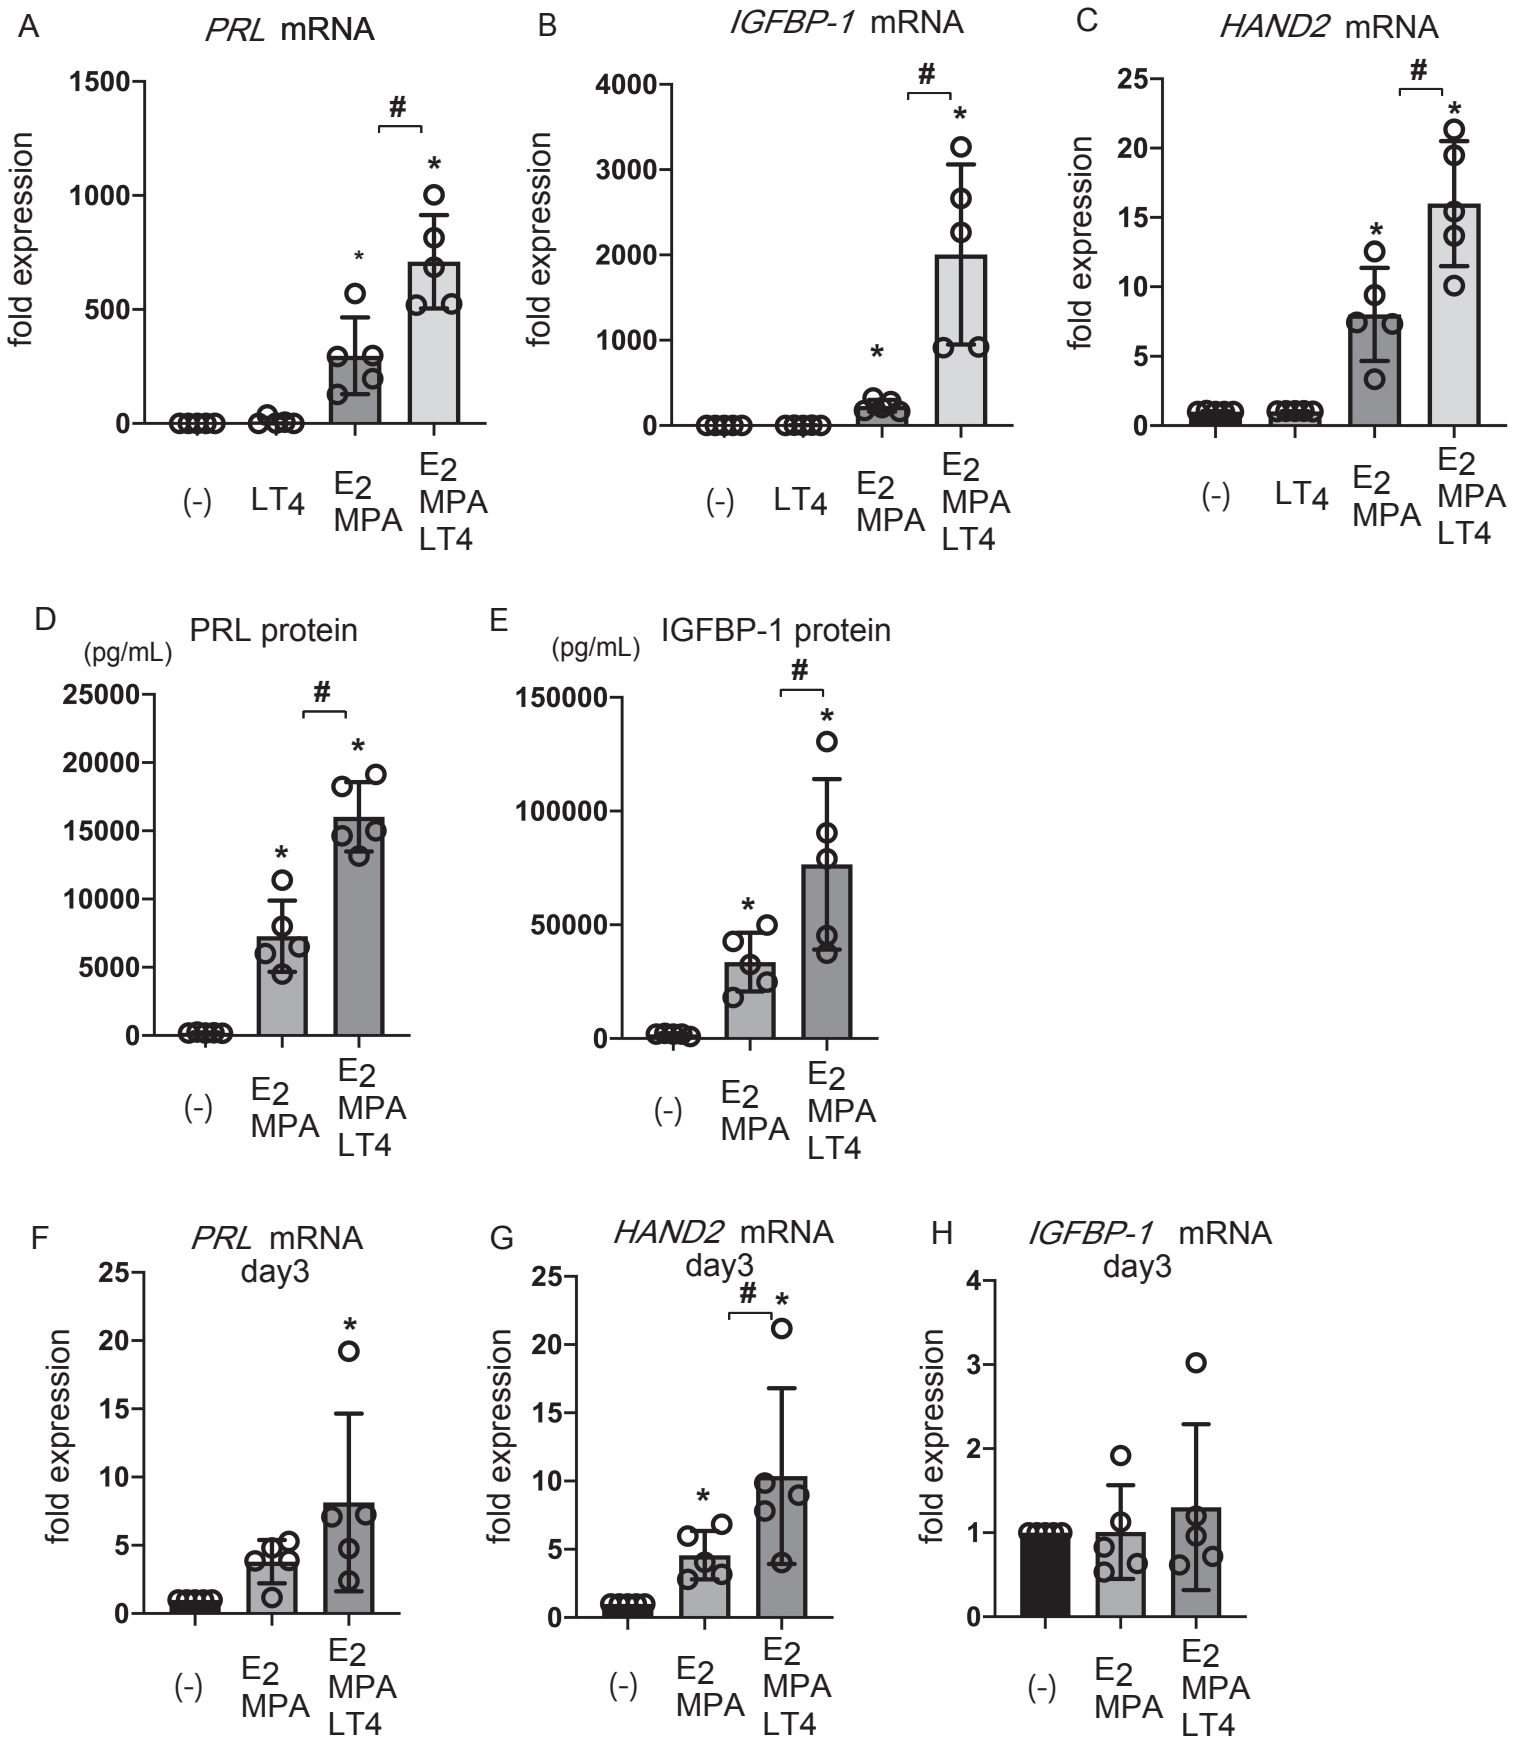 A
PRL mRNA
fold expression
1500
1000
500
0
#
*
*
(-)
LT4
E2
MPA
E2
MPA
LT4
B
IGFBP-1 mRNA
fold expression
4000
3000
2000
1000
0
#
*
*
(-)
LT4
E2
MPA
E2
MPA
LT4
C
HAND2 mRNA
fold expression
25
20
15
10
5
0
#
*
*
(-)
LT4
E2
MPA
E2
MPA
LT4
D
PRL protein
(pg/mL)
25000
20000
15000
10000
5000
0
#
*
*
(-)
E2
MPA
E2
MPA
LT4
E
IGFBP-1 protein
(pg/mL)
150000
100000
50000
0
#
*
*
(-)
E2
MPA
E2
MPA
LT4
F
PRL mRNA
day3
fold expression
25
20
15
10
5
0
*
(-)
E2
MPA
E2
MPA
LT4
G
HAND2 mRNA
day3
fold expression
25
20
15
10
5
0
# *
*
(-)
E2
MPA
E2
MPA
LT4
H
IGFBP-1 mRNA
day3
fold expression
4
3
2
1
0
(-)
E2
MPA
E2
MPA
LT4